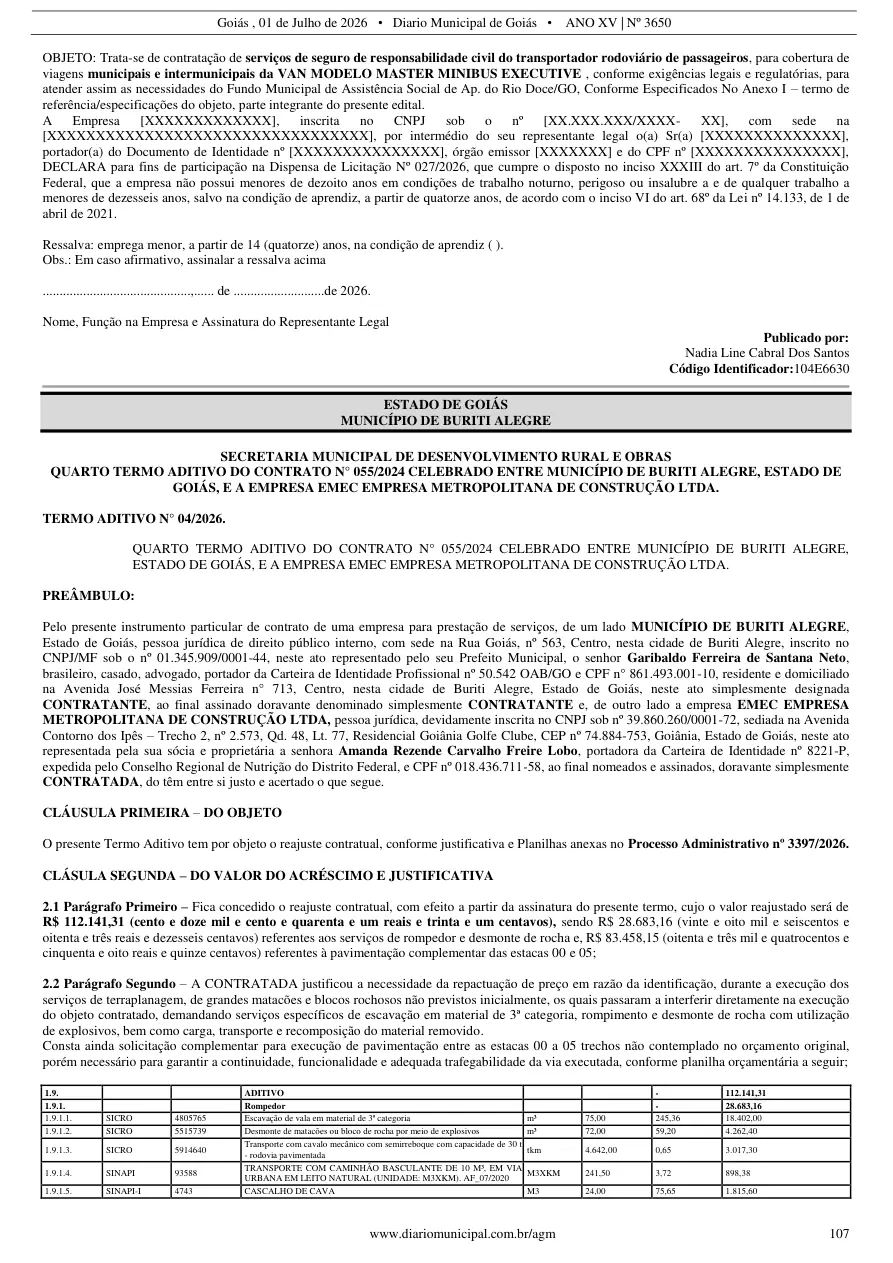 Goiás , 01 de Julho de 2026 • Diario Municipal de Goiás • ANO XV | Nº 3650
OBJETO: Trata-se de contratação de serviços de seguro de responsabilidade civil do transportador rodoviário de passageiros, para cobertura de
viagens municipais e intermunicipais da VAN MODELO MASTER MINIBUS EXECUTIVE , conforme exigências legais e regulatórias, para
atender assim as necessidades do Fundo Municipal de Assistência Social de Ap. do Rio Doce/GO, Conforme Especificados No Anexo I – termo de
referência/especificações do objeto, parte integrante do presente edital.
A Empresa [XXXXXXXXXXXXX], inscrita no CNPJ sob o nº [XX.XXX.XXX/XXXX- XX], com sede na
[XXXXXXXXXXXXXXXXXXXXXXXXXXXXXXXXX], por intermédio do seu representante legal o(a) Sr(a) [XXXXXXXXXXXXX],
portador(a) do Documento de Identidade nº [XXXXXXXXXXXXXXX], órgão emissor [XXXXXXX] e do CPF nº [XXXXXXXXXXXXXXX],
DECLARA para fins de participação na Dispensa de Licitação Nº 027/2026, que cumpre o disposto no inciso XXXIII do art. 7º da Constituição
Federal, que a empresa não possui menores de dezoito anos em condições de trabalho noturno, perigoso ou insalubre a e de qualquer trabalho a
menores de dezesseis anos, salvo na condição de aprendiz, a partir de quatorze anos, de acordo com o inciso VI do art. 68º da Lei nº 14.133, de 1 de
abril de 2021.
Ressalva: emprega menor, a partir de 14 (quatorze) anos, na condição de aprendiz ( ).
Obs.: Em caso afirmativo, assinalar a ressalva acima
............................................,...... de ...........................de 2026.
Nome, Função na Empresa e Assinatura do Representante Legal
Publicado por:
Nadia Line Cabral Dos Santos
Código Identificador:104E6630
ESTADO DE GOIÁS
MUNICÍPIO DE BURITI ALEGRE
SECRETARIA MUNICIPAL DE DESENVOLVIMENTO RURAL E OBRAS
QUARTO TERMO ADITIVO DO CONTRATO N° 055/2024 CELEBRADO ENTRE MUNICÍPIO DE BURITI ALEGRE, ESTADO DE
GOIÁS, E A EMPRESA EMEC EMPRESA METROPOLITANA DE CONSTRUÇÃO LTDA.
TERMO ADITIVO N° 04/2026.
QUARTO TERMO ADITIVO DO CONTRATO N° 055/2024 CELEBRADO ENTRE MUNICÍPIO DE BURITI ALEGRE,
ESTADO DE GOIÁS, E A EMPRESA EMEC EMPRESA METROPOLITANA DE CONSTRUÇÃO LTDA.
PREÂMBULO:
Pelo presente instrumento particular de contrato de uma empresa para prestação de serviços, de um lado MUNICÍPIO DE BURITI ALEGRE,
Estado de Goiás, pessoa jurídica de direito público interno, com sede na Rua Goiás, nº 563, Centro, nesta cidade de Buriti Alegre, inscrito no
CNPJ/MF sob o nº 01.345.909/0001-44, neste ato representado pelo seu Prefeito Municipal, o senhor Garibaldo Ferreira de Santana Neto,
brasileiro, casado, advogado, portador da Carteira de Identidade Profissional nº 50.542 OAB/GO e CPF n° 861.493.001-10, residente e domiciliado
na Avenida José Messias Ferreira n° 713, Centro, nesta cidade de Buriti Alegre, Estado de Goiás, neste ato simplesmente designada
CONTRATANTE, ao final assinado doravante denominado simplesmente CONTRATANTE e, de outro lado a empresa EMEC EMPRESA
METROPOLITANA DE CONSTRUÇÃO LTDA, pessoa jurídica, devidamente inscrita no CNPJ sob nº 39.860.260/0001-72, sediada na Avenida
Contorno dos Ipês – Trecho 2, nº 2.573, Qd. 48, Lt. 77, Residencial Goiânia Golfe Clube, CEP nº 74.884-753, Goiânia, Estado de Goiás, neste ato
representada pela sua sócia e proprietária a senhora Amanda Rezende Carvalho Freire Lobo, portadora da Carteira de Identidade nº 8221-P,
expedida pelo Conselho Regional de Nutrição do Distrito Federal, e CPF nº 018.436.711-58, ao final nomeados e assinados, doravante simplesmente
CONTRATADA, do têm entre si justo e acertado o que segue.
CLÁUSULA PRIMEIRA – DO OBJETO
O presente Termo Aditivo tem por objeto o reajuste contratual, conforme justificativa e Planilhas anexas no Processo Administrativo nº 3397/2026.
CLÁSULA SEGUNDA – DO VALOR DO ACRÉSCIMO E JUSTIFICATIVA
2.1 Parágrafo Primeiro – Fica concedido o reajuste contratual, com efeito a partir da assinatura do presente termo, cujo o valor reajustado será de
R$ 112.141,31 (cento e doze mil e cento e quarenta e um reais e trinta e um centavos), sendo R$ 28.683,16 (vinte e oito mil e seiscentos e
oitenta e três reais e dezesseis centavos) referentes aos serviços de rompedor e desmonte de rocha e, R$ 83.458,15 (oitenta e três mil e quatrocentos e
cinquenta e oito reais e quinze centavos) referentes à pavimentação complementar das estacas 00 e 05;
2.2 Parágrafo Segundo – A CONTRATADA justificou a necessidade da repactuação de preço em razão da identificação, durante a execução dos
serviços de terraplanagem, de grandes matacões e blocos rochosos não previstos inicialmente, os quais passaram a interferir diretamente na execução
do objeto contratado, demandando serviços específicos de escavação em material de 3ª categoria, rompimento e desmonte de rocha com utilização
de explosivos, bem como carga, transporte e recomposição do material removido.
Consta ainda solicitação complementar para execução de pavimentação entre as estacas 00 a 05 trechos não contemplado no orçamento original,
porém necessário para garantir a continuidade, funcionalidade e adequada trafegabilidade da via executada, conforme planilha orçamentária a seguir;
1.9. ADITIVO - 112.141,31
1.9.1. Rompedor - 28.683,16
1.9.1.1. SICRO 4805765 Escavação de vala em material de 3ª categoria m³ 75,00 245,36 18.402,00
1.9.1.2. SICRO 5515739 Desmonte de matacões ou bloco de rocha por meio de explosivos m³ 72,00 59,20 4.262,40
1.9.1.3. SICRO 5914640 Transporte com cavalo mecânico com semirreboque com capacidade de 30 t
- rodovia pavimentada tkm 4.642,00 0,65 3.017,30
1.9.1.4. SINAPI 93588 TRANSPORTE COM CAMINHÃO BASCULANTE DE 10 M³, EM VIA
URBANA EM LEITO NATURAL (UNIDADE: M3XKM). AF_07/2020 M3XKM 241,50 3,72 898,38
1.9.1.5. SINAPI-I 4743 CASCALHO DE CAVA M3 24,00 75,65 1.815,60
www.diariomunicipal.com.br/agm 107